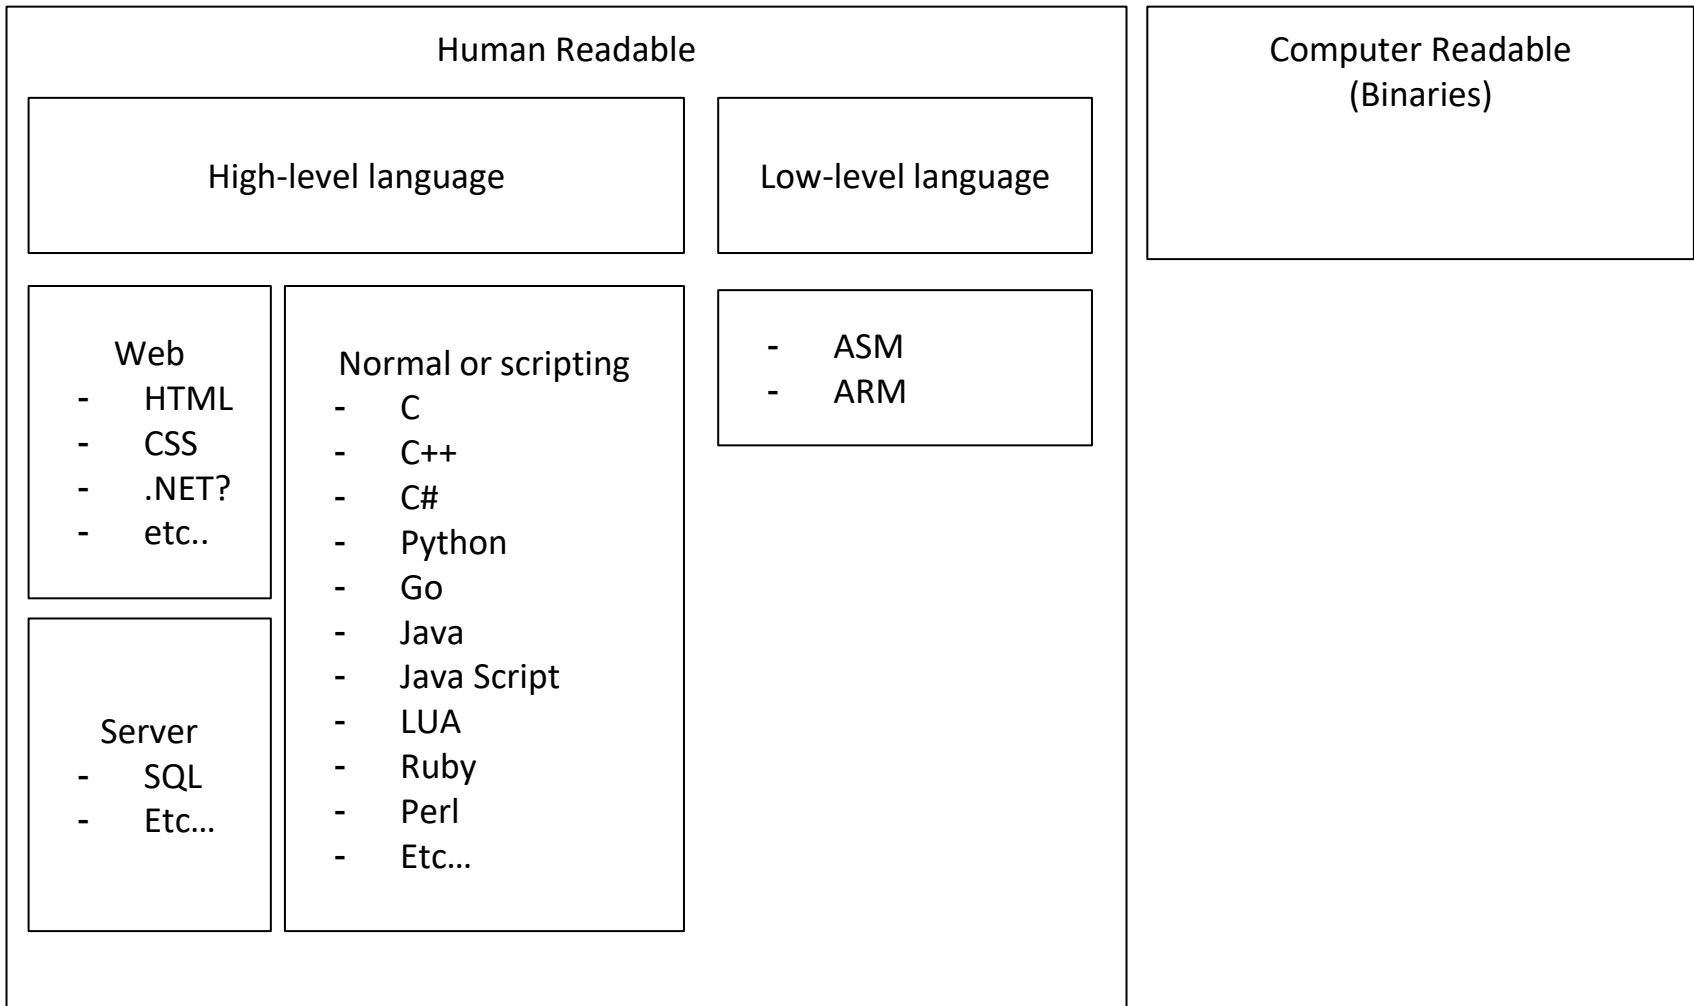 Human Readable
High-level language
Web
- HTML
- CSS
- .NET?
- etc..
Server
- SQL
- Etc…
Normal or scripting
- C
- C++
- C#
- Python
- Go
- Java
- Java Script
- LUA
- Ruby
- Perl
- Etc…
Low-level language
- ASM
- ARM
Computer Readable
(Binaries)